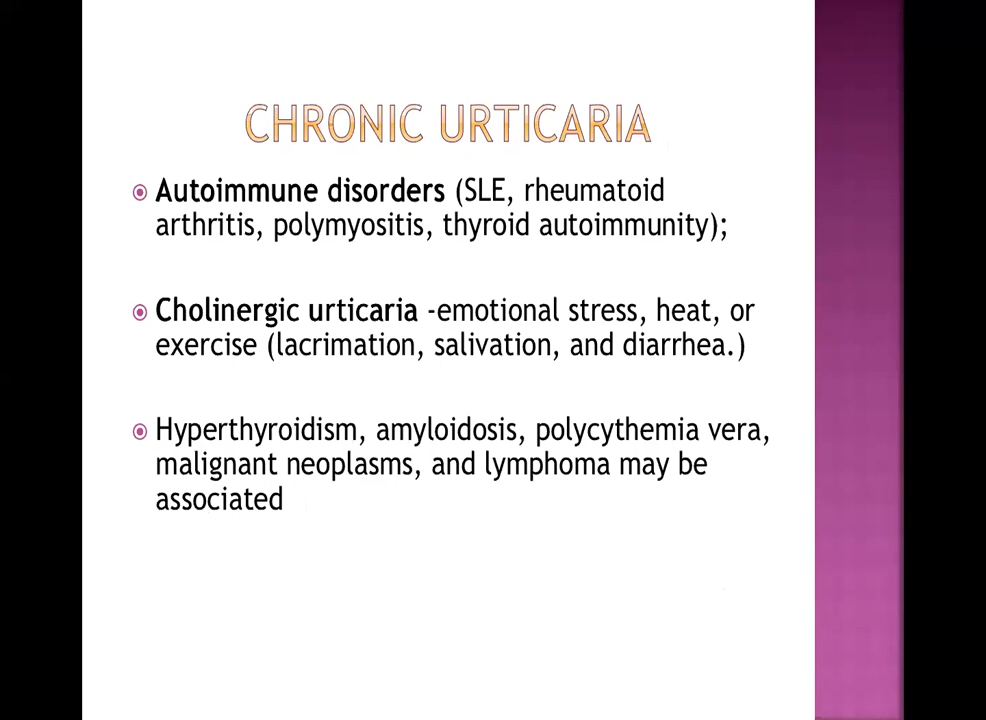 CHRONIC URTICARIA
Autoimmune disorders (SLE, rheumatoid
arthritis, polymyositis, thyroid autoimmunity);
Cholinergic urticaria -emotional stress, heat, or
exercise (lacrimation, salivation, and diarrhea.)
Hyperthyroidism, amyloidosis, polycythemia vera,
malignant neoplasms, and lymphoma may be
associated